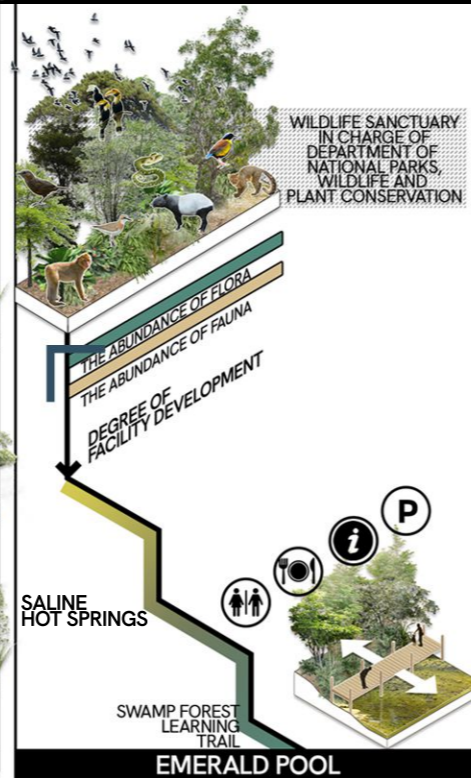 WILDLIFE SANCTUARY
IN CHARGE OF
DEPARTMENT OF
NATIONAL PARKS,
WILDLIFE AND
PLANT CONSERVATION
THE ABUNDANCE OF FLORA
THE ABUNDANCE OF FAUNA
DEGREE OF
FACILITY DEVELOPMENT
P
i
SALINE
HOT SPRINGS
SWAMP FOREST
LEARNING
TRAIL
EMERALD POOL